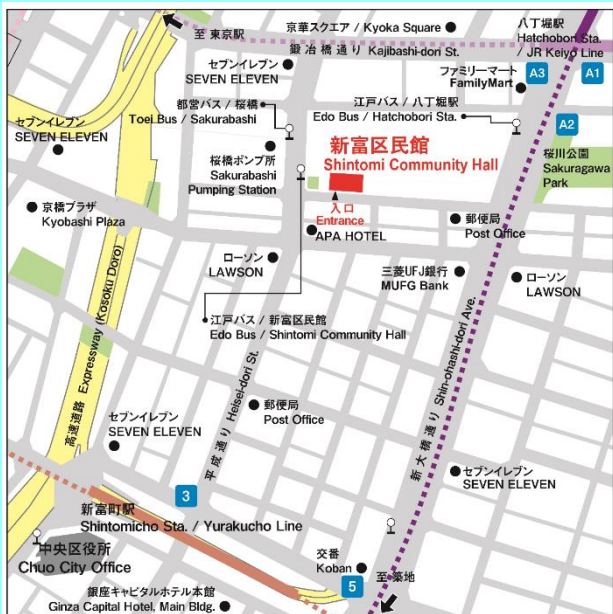 京華スクエア / Kyoka Square
八丁堀駅
Hatchobori Sta.
/ JR Keiyo Line
至 東京駅
鍛冶橋通り Kajibashi-dori St.
セブンイレブン
SEVEN ELEVEN
ファミリーマート
FamilyMart
A3
A1
都営バス / 桜橋
Toei Bus / Sakurabashi
江戸バス / 八丁堀駅
Edo Bus / Hatchobori Sta.
A2
セブンイレブン
SEVEN ELEVEN
新富区民館
Shintomi Community Hall
桜橋ポンプ所
Sakurabashi
Pumping Station
桜川公園
Sakuragawa
Park
入口
Entrance
京橋プラザ
Kyobashi Plaza
APA HOTEL
郵便局
Post Office
ローソン
LAWSON
三菱UFJ銀行
MUFG Bank
ローソン
LAWSON
江戸バス / 新富区民館
Edo Bus / Shintomi Community Hall
高速道路 Expressway (Kosoku Doro)
平成通り Heisei-dori St.
新大橋通り Shin-ohashi-dori Ave.
郵便局
Post Office
セブンイレブン
SEVEN ELEVEN
セブンイレブン
SEVEN ELEVEN
3
新富町駅
Shintomicho Sta. / Yurakucho Line
中央区役所
Chuo City Office
交番
Koban
5
至 築地
銀座キャピタルホテル本館
Ginza Capital Hotel, Main Bldg.